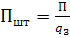 Пшт = П/qз